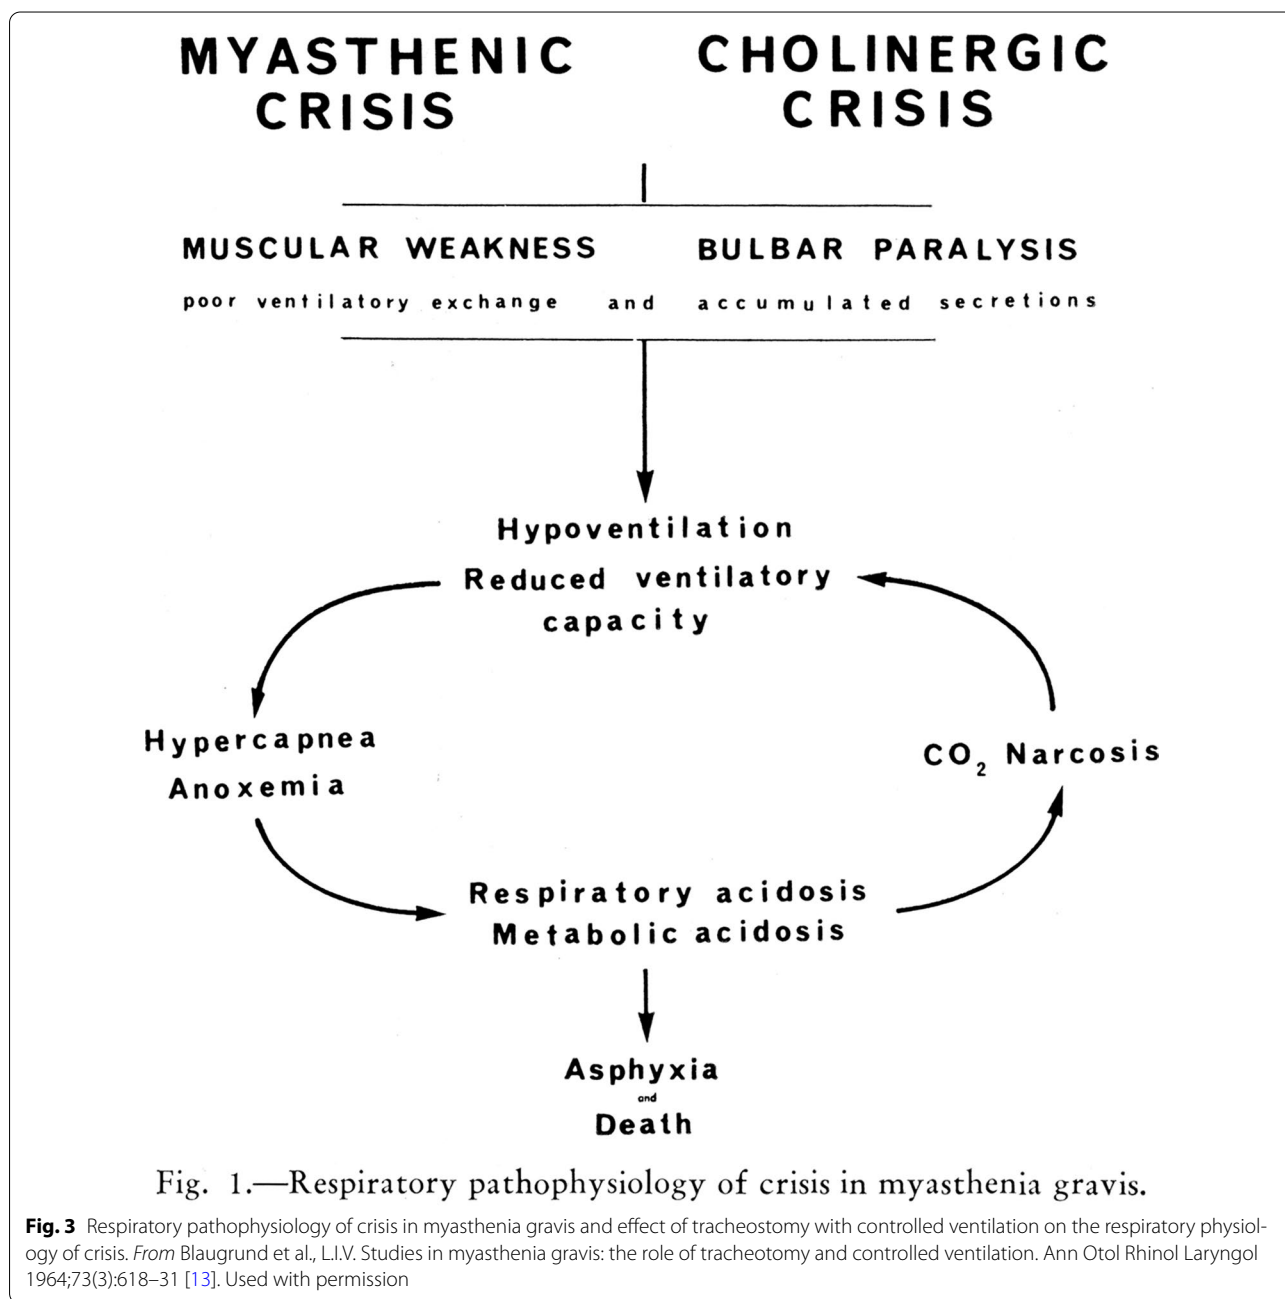 MYASTHENIC CRISIS
CHOLINERGIC CRISIS
MUSCULAR WEAKNESS BULBAR PARALYSIS
poor ventilatory exchange and accumulated secretions
Hypoventilation
Reduced ventilatory
capacity
Hypercapnea
Anoxemia
CO₂ Narcosis
Respiratory acidosis
Metabolic acidosis
Asphyxia
and
Death
Fig. 1.—Respiratory pathophysiology of crisis in myasthenia gravis.
Fig. 3 Respiratory pathophysiology of crisis in myasthenia gravis and effect of tracheostomy with controlled ventilation on the respiratory physiol-
ogy of crisis. From Blaugrund et al., L.I.V. Studies in myasthenia gravis: the role of tracheotomy and controlled ventilation. Ann Otol Rhinol Laryngol
1964;73(3):618–31 [13]. Used with permission